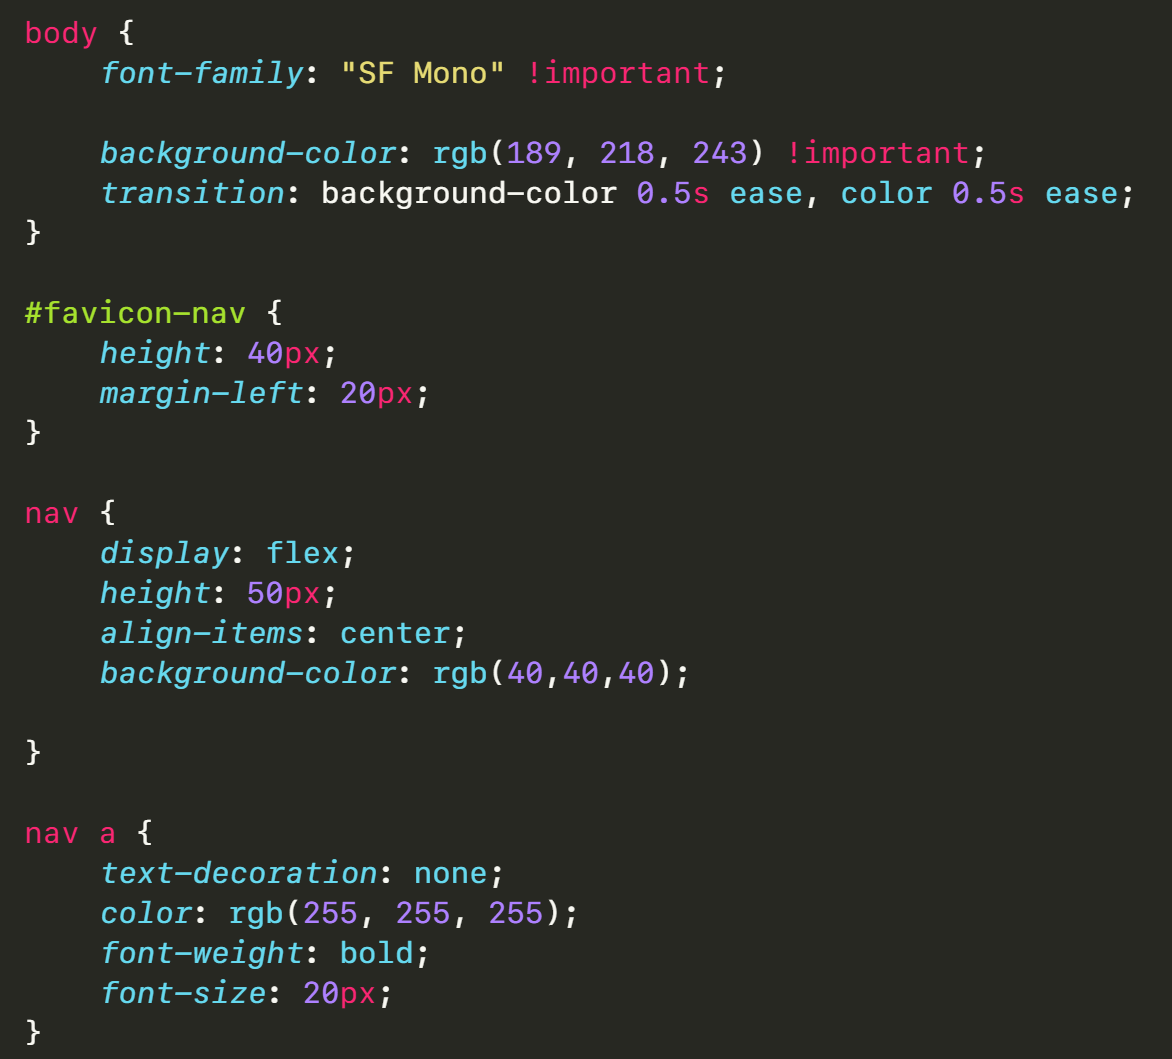 body {
    font-family: "SF Mono" !important;

    background-color: rgb(189, 218, 243) !important;
    transition: background-color 0.5s ease, color 0.5s ease;
}

#favicon-nav {
    height: 40px;
    margin-left: 20px;
}

nav {
    display: flex;
    height: 50px;
    align-items: center;
    background-color: rgb(40,40,40);

}

nav a {
    text-decoration: none;
    color: rgb(255, 255, 255);
    font-weight: bold;
    font-size: 20px;
}